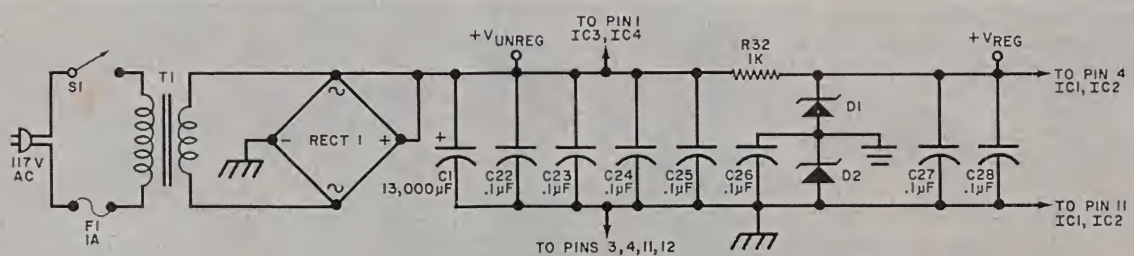 S1
117V
AC
F1
1A
T1
RECT 1
~
~
-
+
+
C1
13,000µF
+VUNREG
C22
.1µF
C23
.1µF
TO PIN 1
IC3, IC4
C24
.1µF
C25
.1µF
TO PINS 3,4,11,12
R32
1K
C26
.1µF
D1
D2
C27
.1µF
C28
.1µF
+VREG
TO PIN 4
IC1, IC2
TO PIN 11
IC1, IC2